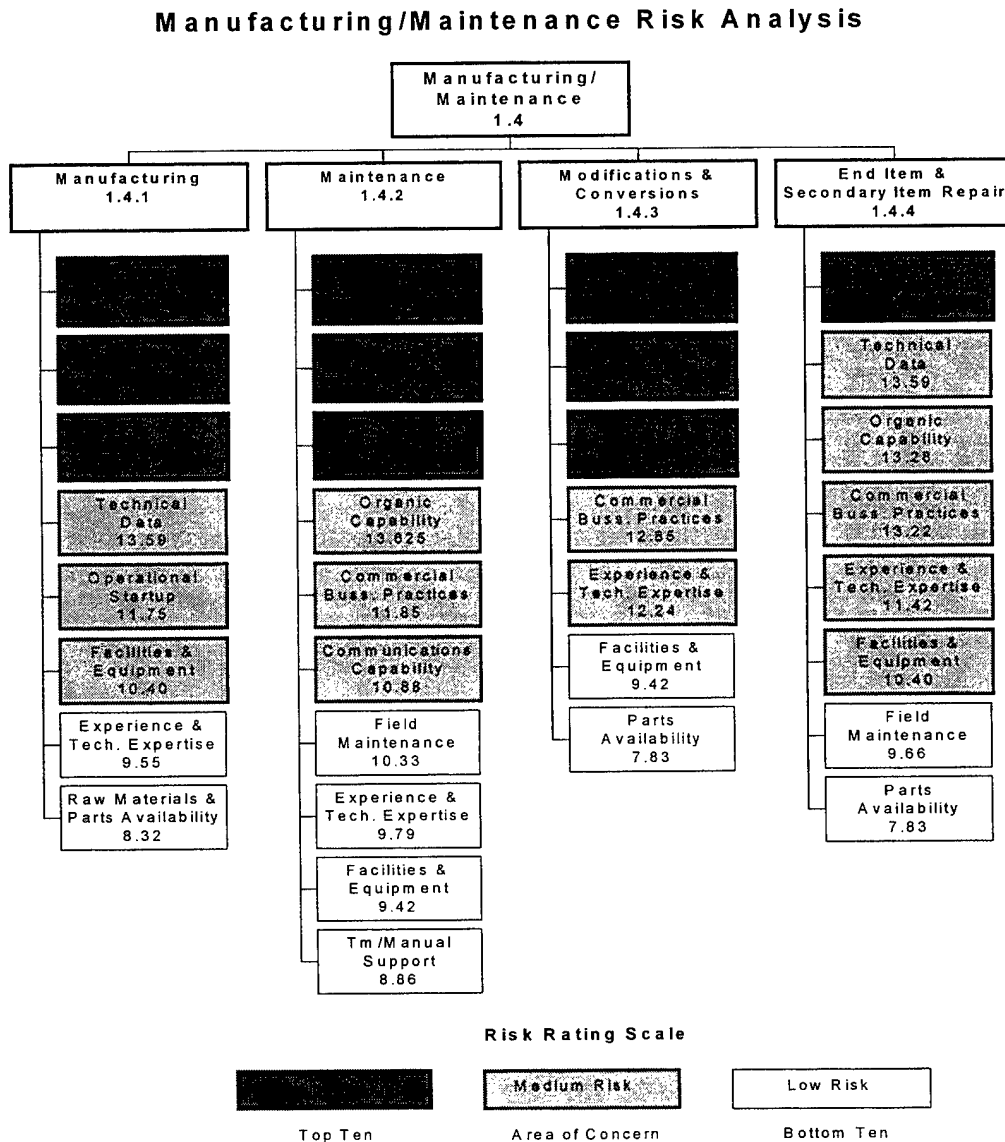 Manufacturing/Maintenance Risk Analysis
Manufacturing/
Maintenance
1.4
Manufacturing
1.4.1
Maintenance
1.4.2
Modifications &
Conversions
1.4.3
End Item &
Secondary Item Repair
1.4.4
Technical
Data
13.59
Operational
Startup
11.75
Facilities &
Equipment
10.40
Experience &
Tech. Expertise
9.55
Raw Materials &
Parts Availability
8.32
Organic
Capability
13.625
Commercial
Buss. Practices
11.85
Communications
Capability
10.88
Field
Maintenance
10.33
Experience &
Tech. Expertise
9.79
Facilities &
Equipment
9.42
Tm/Manual
Support
8.86
Commercial
Buss. Practices
12.85
Experience &
Tech. Expertise
12.24
Facilities &
Equipment
9.42
Parts
Availability
7.83
Technical
Data
13.59
Organic
Capability
13.28
Commercial
Buss. Practices
13.22
Experience &
Tech. Expertise
11.42
Facilities &
Equipment
10.40
Field
Maintenance
9.66
Parts
Availability
7.83
Risk Rating Scale
Medium Risk
Low Risk
Top Ten
Area of Concern
Bottom Ten